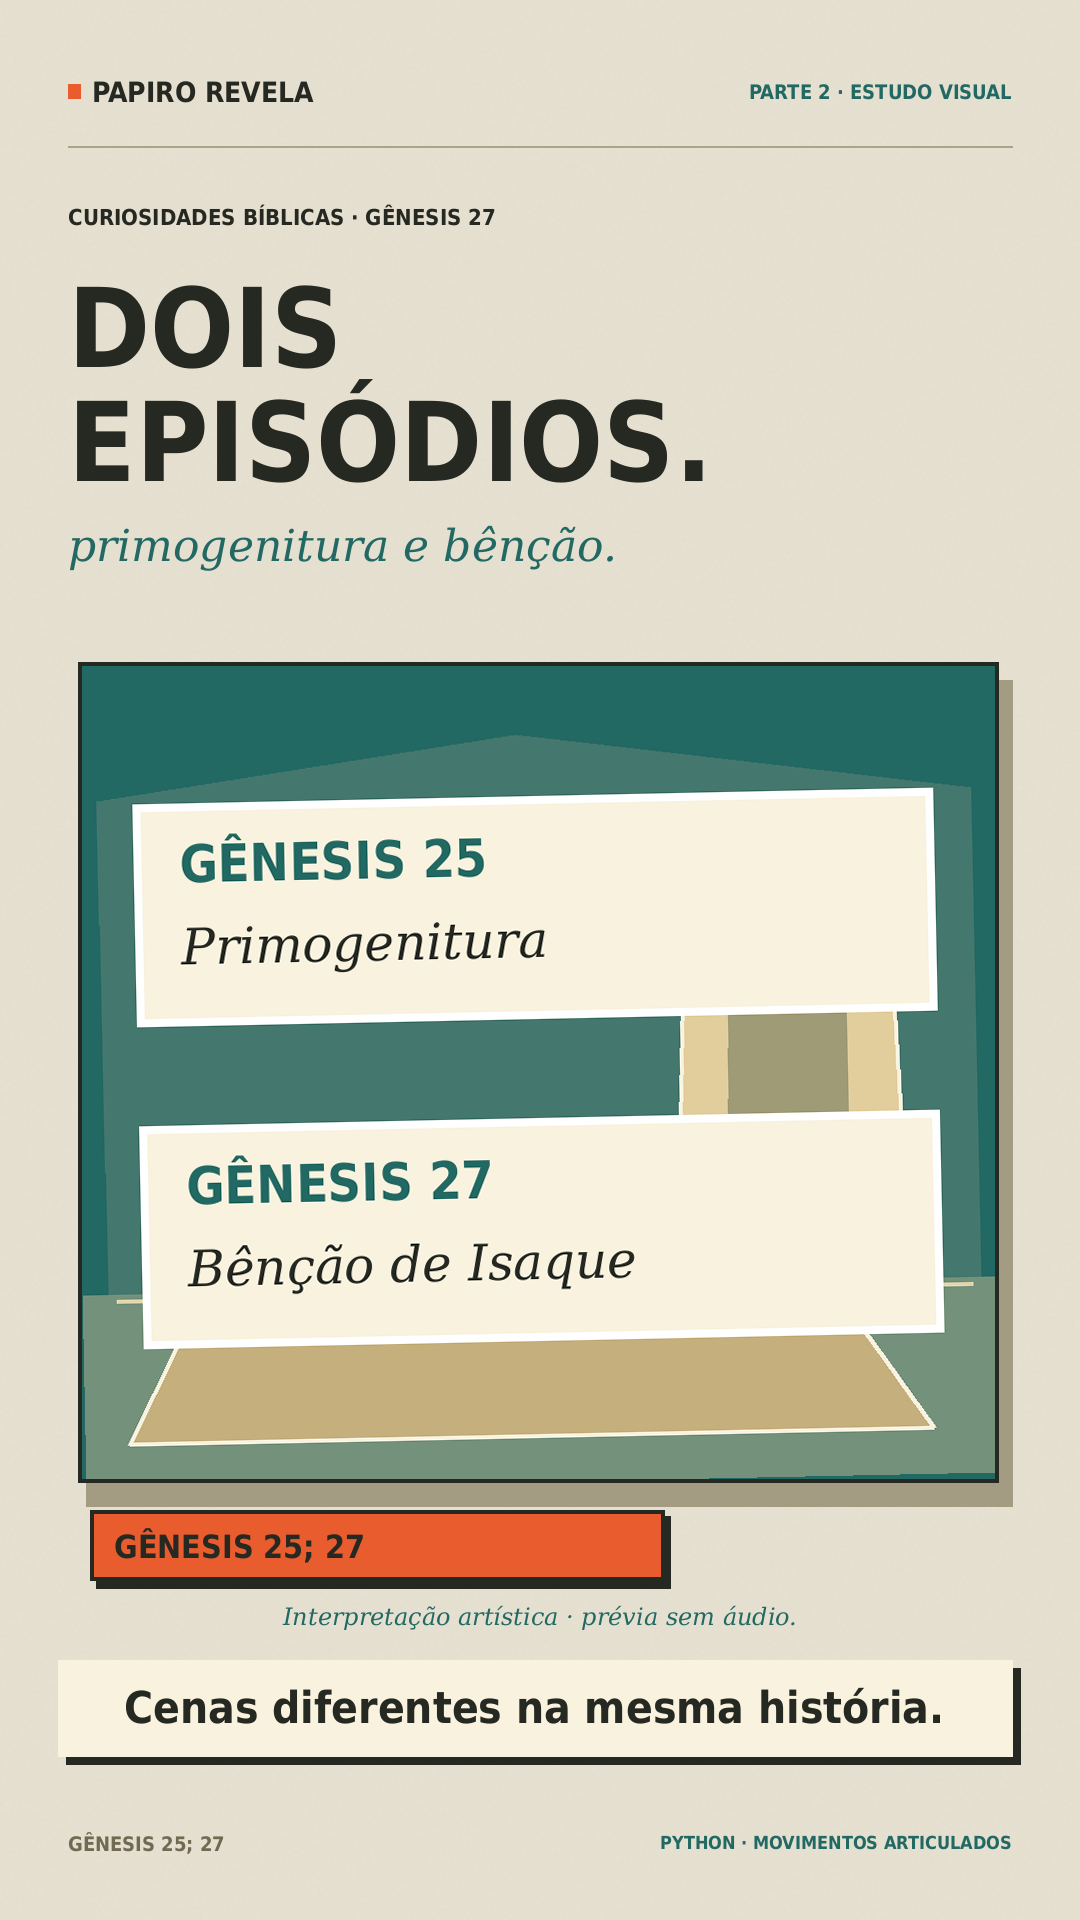 PAPIRO REVELA
PARTE 2 · ESTUDO VISUAL
CURIOSIDADES BÍBLICAS · GÊNESIS 27
DOIS
EPISÓDIOS.
primogenitura e bênção.
GÊNESIS 25
Primogenitura
GÊNESIS 27
Bênção de Isaque
GÊNESIS 25; 27
Interpretação artística · prévia sem áudio.
Cenas diferentes na mesma história.
GÊNESIS 25; 27
PYTHON · MOVIMENTOS ARTICULADOS